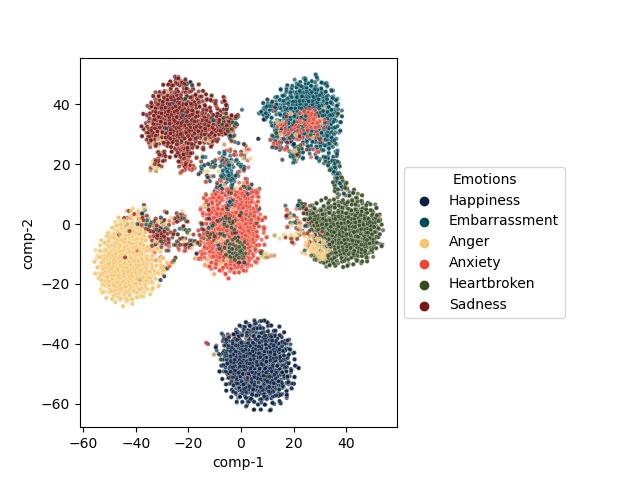 40
20
0
−20
−40
−60
comp-2
−60 −40 −20 0 20 40
comp-1
Emotions
Happiness
Embarrassment
Anger
Anxiety
Heartbroken
Sadness